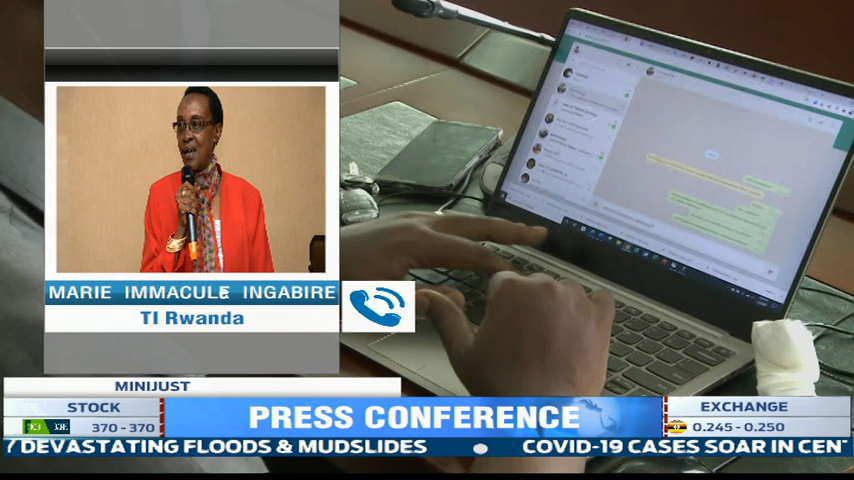 MARIE IMMACULE INGABIRE
TI Rwanda
MINIJUST
STOCK
370 - 370
PRESS CONFERENCE
EXCHANGE
0.245 - 0.250
7 DEVASTATING FLOODS & MUDSLIDES
COVID-19 CASES SOAR IN CEN